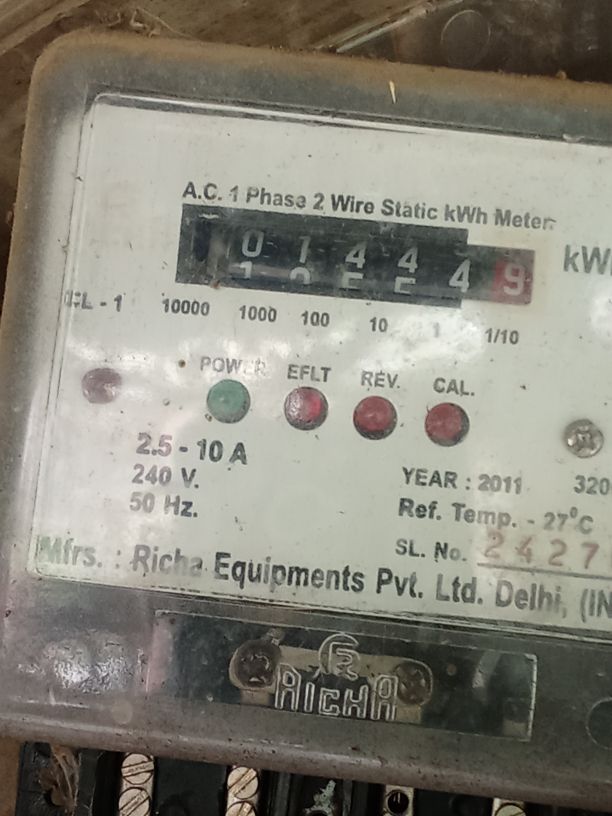 A.C. 1 Phase 2 Wire Static kWh Meter
kW
0 1 4 4 4 9
CL - 1
10000 1000 100 10 1 1/10
POWER EFLT REV. CAL.
2.5 - 10 A
240 V.
50 Hz.
YEAR : 2011 320
Ref. Temp. - 27°C
SL. No. 2427
Mfrs. : Richa Equipments Pvt. Ltd. Delhi, (IN
RICHA